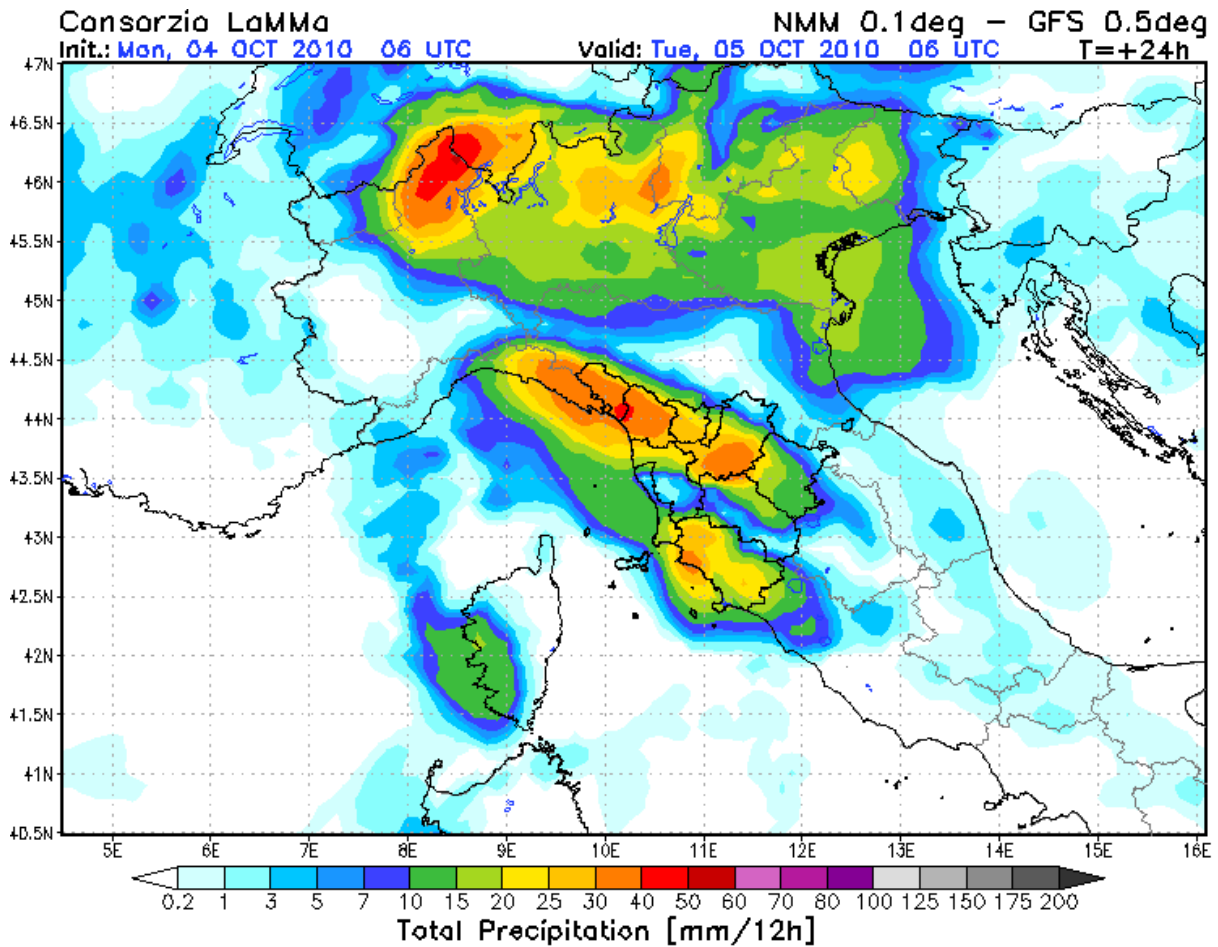 Consorzio LaMMa NMM 0.1deg – GFS 0.5deg
Init.: Mon, 04 OCT 2010 06 UTC Valid: Tue, 05 OCT 2010 06 UTC T=+24h
47N
46.5N
46N
45.5N
45N
44.5N
44N
43.5N
43N
42.5N
42N
41.5N
41N
40.5N
5E 6E 7E 8E 9E 10E 11E 12E 13E 14E 15E 16E
0.2 1 3 5 7 10 15 20 25 30 40 50 60 70 80 100 125 150 175 200
Total Precipitation [mm/12h]